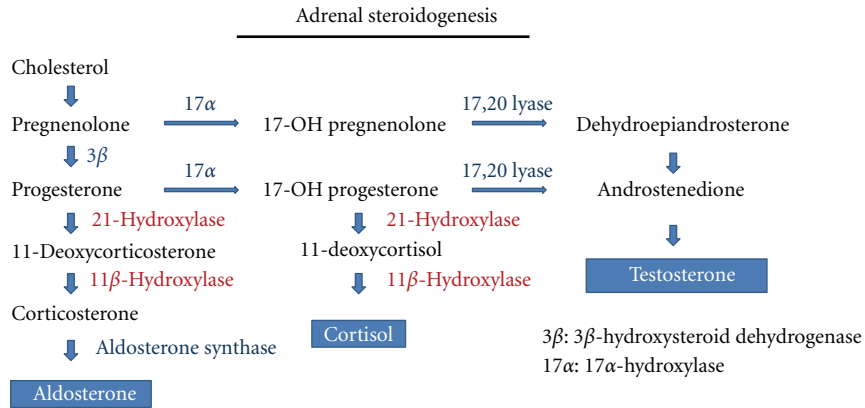 Adrenal steroidogenesis
Cholesterol
17α
17,20 lyase
Pregnenolone
17-OH pregnenolone
Dehydroepiandrosterone
3β
17α
17,20 lyase
Progesterone
17-OH progesterone
Androstenedione
21-Hydroxylase
21-Hydroxylase
11-Deoxycorticosterone
11-deoxycortisol
11β-Hydroxylase
11β-Hydroxylase
Testosterone
Corticosterone
Cortisol
3β: 3β-hydroxysteroid dehydrogenase
Aldosterone synthase
17α: 17α-hydroxylase
Aldosterone